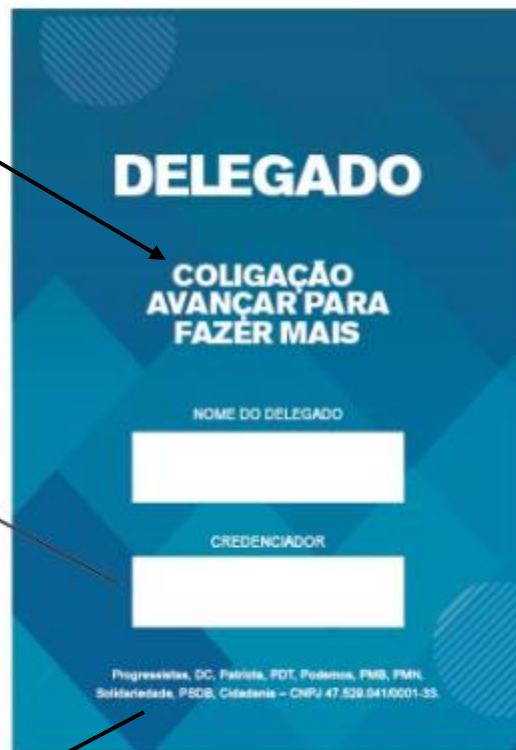 DELEGADO
COLIGAÇÃO
AVANÇAR PARA
FAZER MAIS
NOME DO DELEGADO
CREDENCIADOR
Progressistas, DC, Patriota, PDT, Podemos, PMB, PMN,
Solidariedade, PSDB, Cidadania – CNPJ 47.529.041/0001-33.